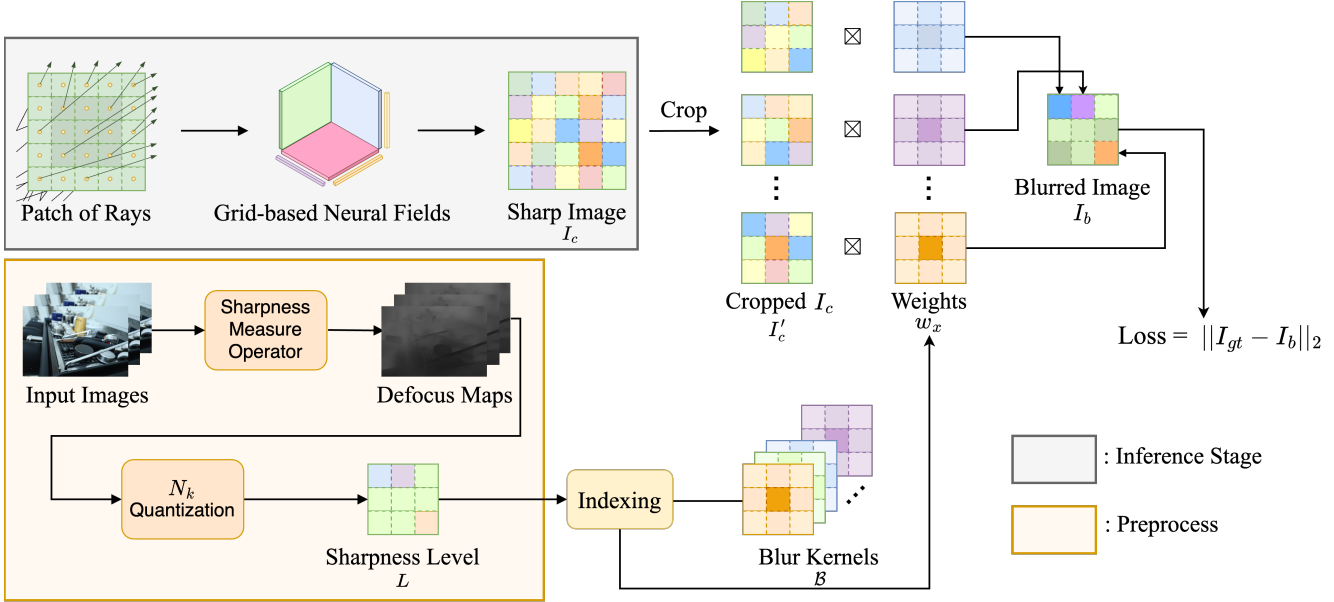 Patch of Rays
Grid-based Neural Fields
Sharp Image
I_c
Crop
Cropped I_c
I'_c
Weights
w_x
Blurred Image
I_b
Loss = ||I_{gt} − I_b||_2
Input Images
Sharpness
Measure
Operator
Defocus Maps
N_k
Quantization
Sharpness Level
L
Indexing
Blur Kernels
ℬ
: Inference Stage
: Preprocess